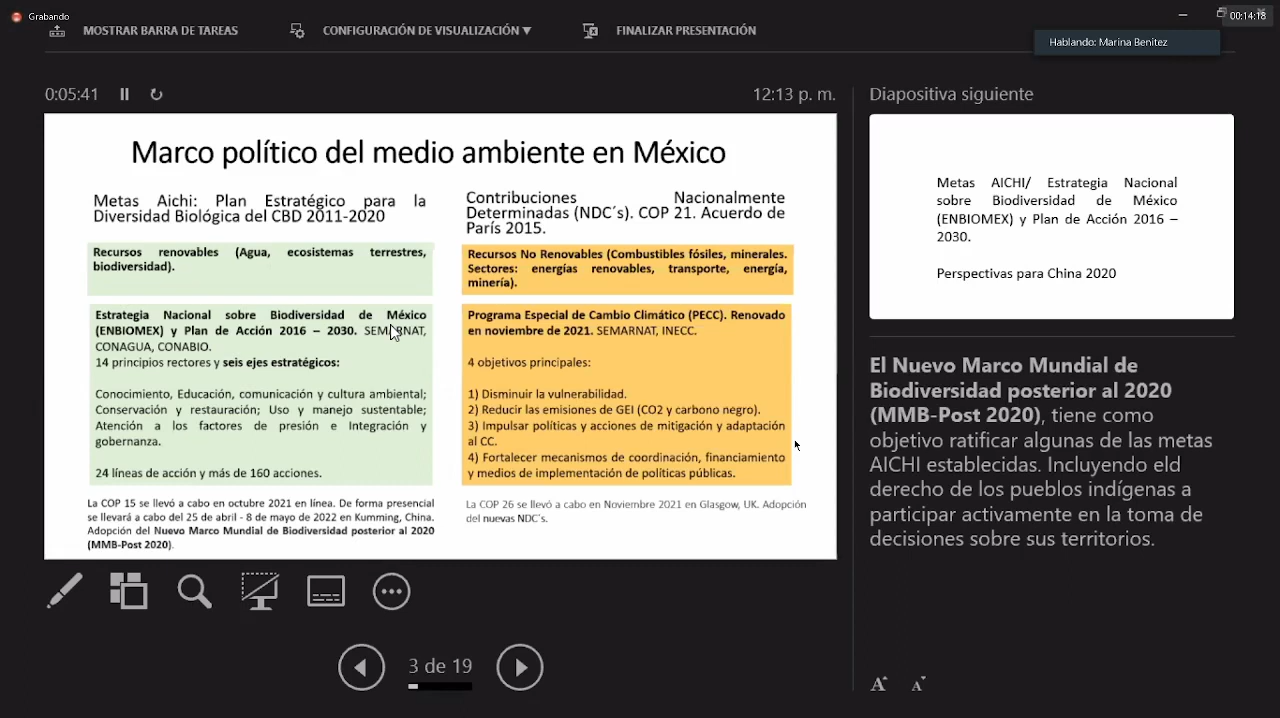 Grabando
00:14:18
MOSTRAR BARRA DE TAREAS
CONFIGURACIÓN DE VISUALIZACIÓN ▼
FINALIZAR PRESENTACIÓN
Hablando: Marina Benitez
0:05:41
12:13 p. m.
Marco político del medio ambiente en México
Metas Aichi: Plan Estratégico para la
Diversidad Biológica del CBD 2011-2020
Recursos renovables (Agua, ecosistemas terrestres,
biodiversidad).
Estrategia Nacional sobre Biodiversidad de México
(ENBIOMEX) y Plan de Acción 2016 – 2030. SEMARNAT,
CONAGUA, CONABIO.
14 principios rectores y seis ejes estratégicos:
Conocimiento, Educación, comunicación y cultura ambiental;
Conservación y restauración; Uso y manejo sustentable;
Atención a los factores de presión e Integración y
gobernanza.
24 líneas de acción y más de 160 acciones.
La COP 15 se llevó a cabo en octubre 2021 en línea. De forma presencial
se llevará a cabo del 25 de abril - 8 de mayo de 2022 en Kumming, China.
Adopción del Nuevo Marco Mundial de Biodiversidad posterior al 2020
(MMB-Post 2020).
Contribuciones Nacionalmente
Determinadas (NDC´s). COP 21. Acuerdo de
París 2015.
Recursos No Renovables (Combustibles fósiles, minerales.
Sectores: energías renovables, transporte, energía,
minería).
Programa Especial de Cambio Climático (PECC). Renovado
en noviembre de 2021. SEMARNAT, INECC.
4 objetivos principales:
1) Disminuir la vulnerabilidad.
2) Reducir las emisiones de GEI (CO2 y carbono negro).
3) Impulsar políticas y acciones de mitigación y adaptación
al CC.
4) Fortalecer mecanismos de coordinación, financiamiento
y medios de implementación de políticas públicas.
La COP 26 se llevó a cabo en Noviembre 2021 en Glasgow, UK. Adopción
del nuevas NDC´s.
3 de 19
Diapositiva siguiente
Metas AICHI/ Estrategia Nacional
sobre Biodiversidad de México
(ENBIOMEX) y Plan de Acción 2016 –
2030.
Perspectivas para China 2020
El Nuevo Marco Mundial de
Biodiversidad posterior al 2020
(MMB-Post 2020), tiene como
objetivo ratificar algunas de las metas
AICHI establecidas. Incluyendo eld
derecho de los pueblos indígenas a
participar activamente en la toma de
decisiones sobre sus territorios.
A A